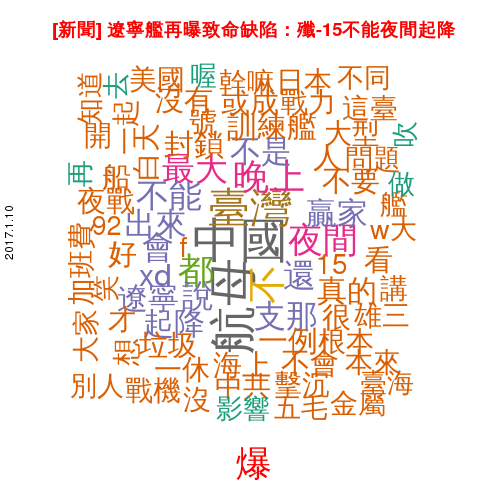 [新聞] 遼寧艦再曝致命缺陷：殲-15不能夜間起降
知道 去 美國 喔 幹嘛 日本 不同
開 起 沒有 或成 戰力 這臺
一天 號 訓練艦 大型 吹
再 船 白 封鎖 不是 人 問題
最大 晚上 不要 做
夜戰 不能 臺灣 贏家 艦
92 出來 中國 夜間 w大
加班費 好 會 f 15 看
笑 xd 都 航母 不 還 真的 講
遼寧 說
大家 才 起降 支那 很 雄三
想 垃圾 一例 根本
一休 海上 不會 本來
別人 戰機 沒 中共 擊沉 臺海
影響 五毛 金屬
爆
2017.1.10